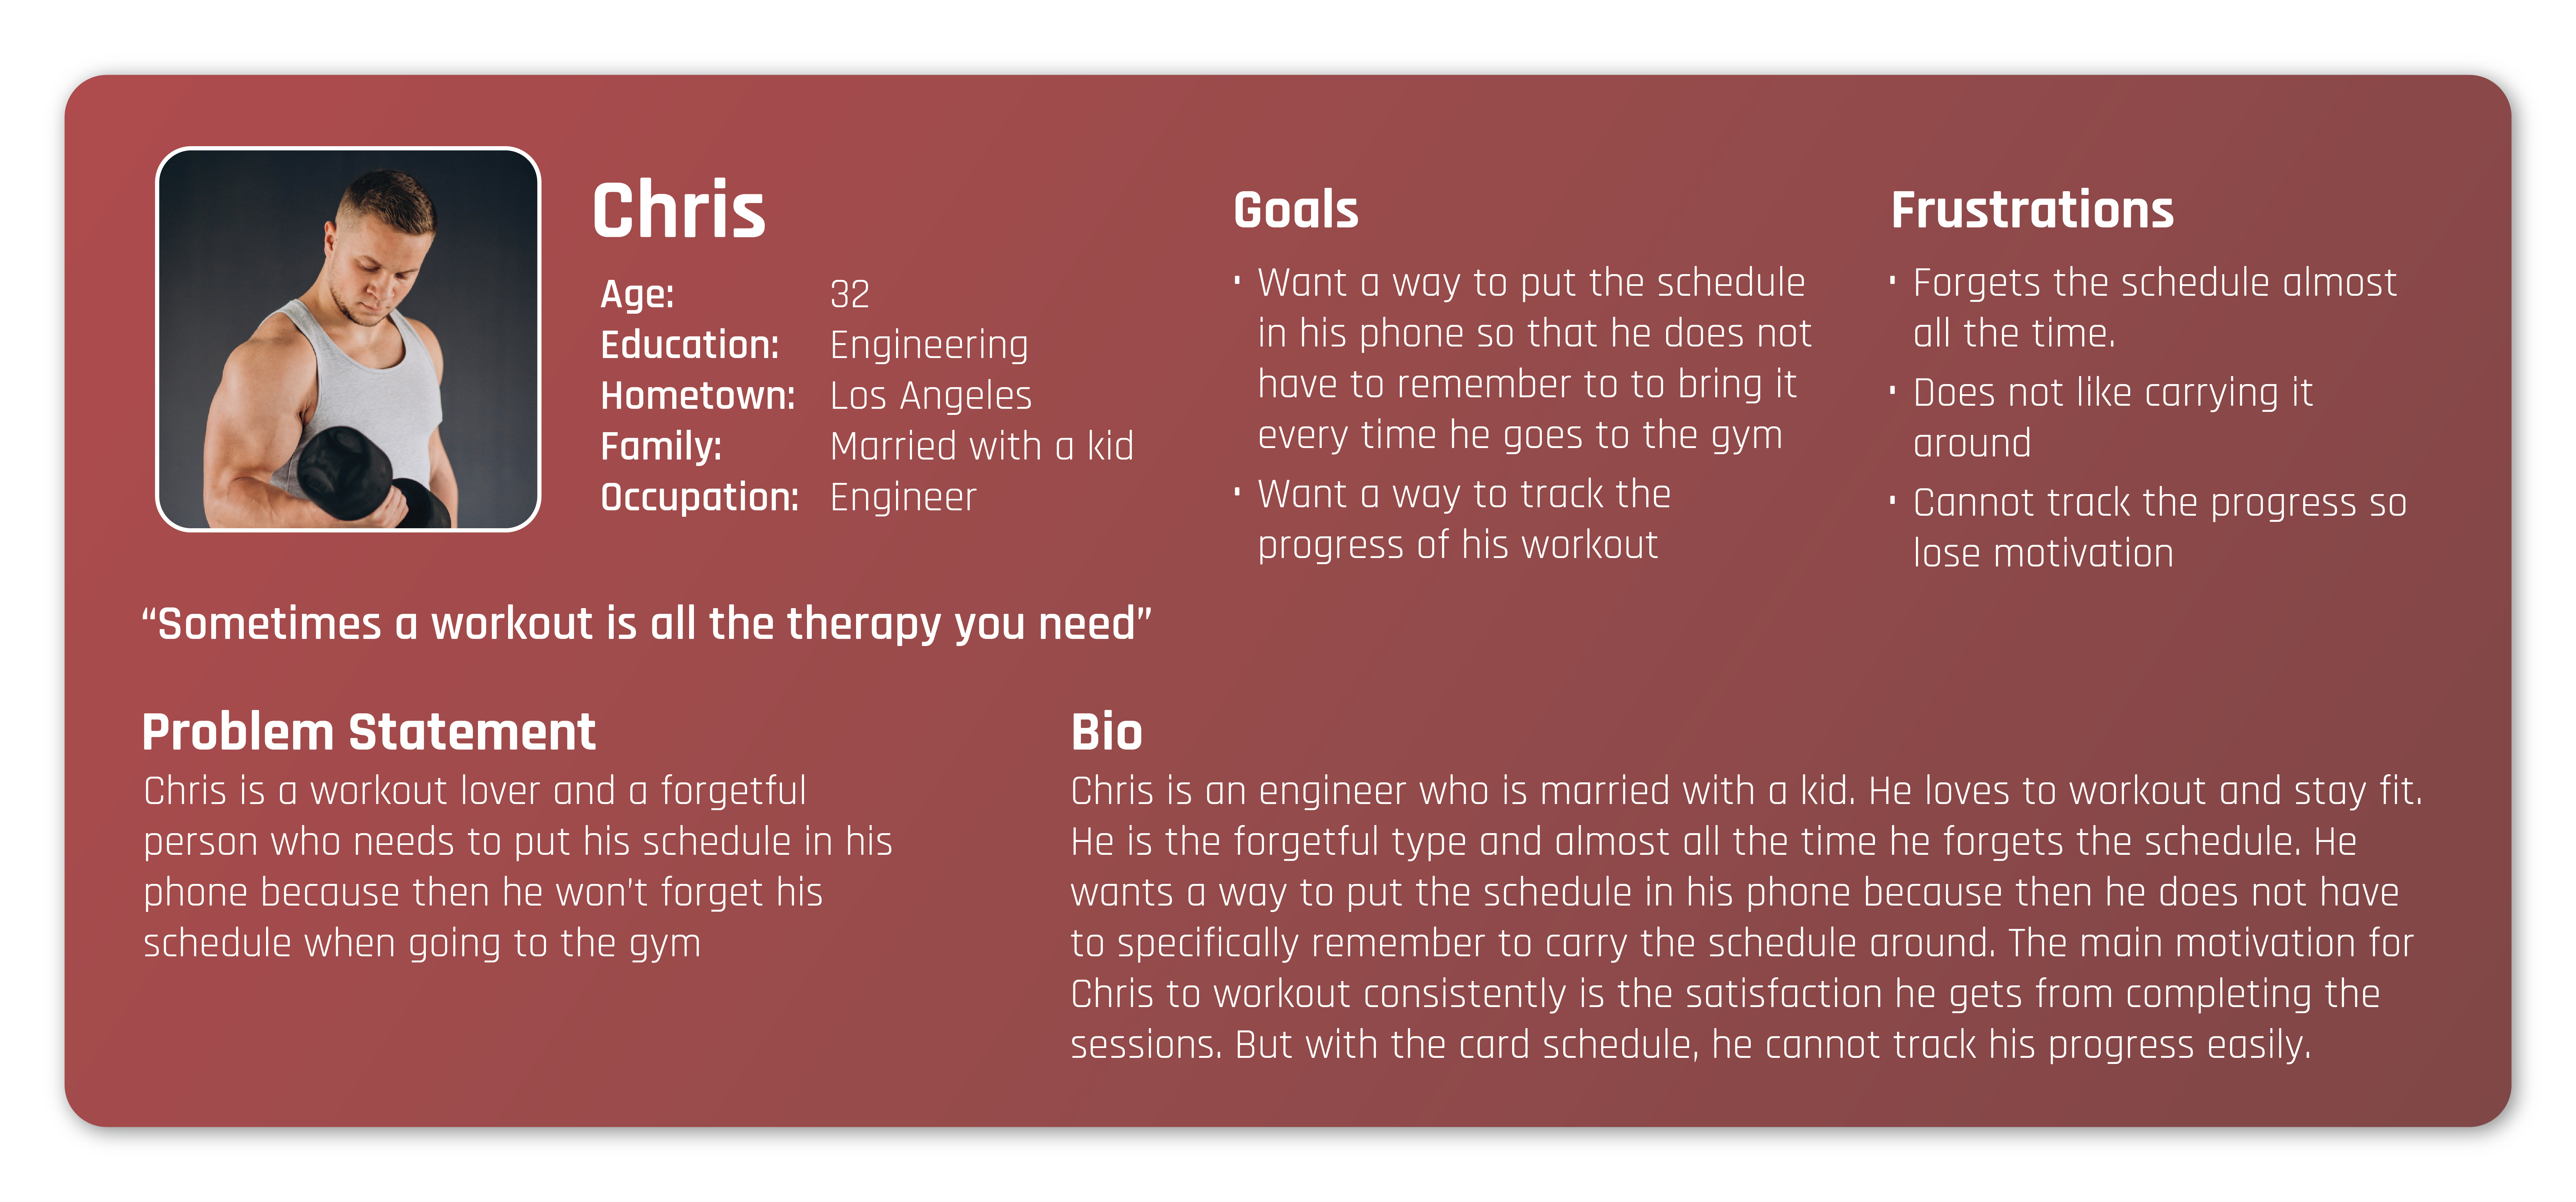 Chris
Age: 32
Education: Engineering
Hometown: Los Angeles
Family: Married with a kid
Occupation: Engineer
“Sometimes a workout is all the therapy you need”
Goals
· Want a way to put the schedule
in his phone so that he does not
have to remember to to bring it
every time he goes to the gym
· Want a way to track the
progress of his workout
Frustrations
· Forgets the schedule almost
all the time.
· Does not like carrying it
around
· Cannot track the progress so
lose motivation
Problem Statement
Chris is a workout lover and a forgetful
person who needs to put his schedule in his
phone because then he won't forget his
schedule when going to the gym
Bio
Chris is an engineer who is married with a kid. He loves to workout and stay fit.
He is the forgetful type and almost all the time he forgets the schedule. He
wants a way to put the schedule in his phone because then he does not have
to specifically remember to carry the schedule around. The main motivation for
Chris to workout consistently is the satisfaction he gets from completing the
sessions. But with the card schedule, he cannot track his progress easily.